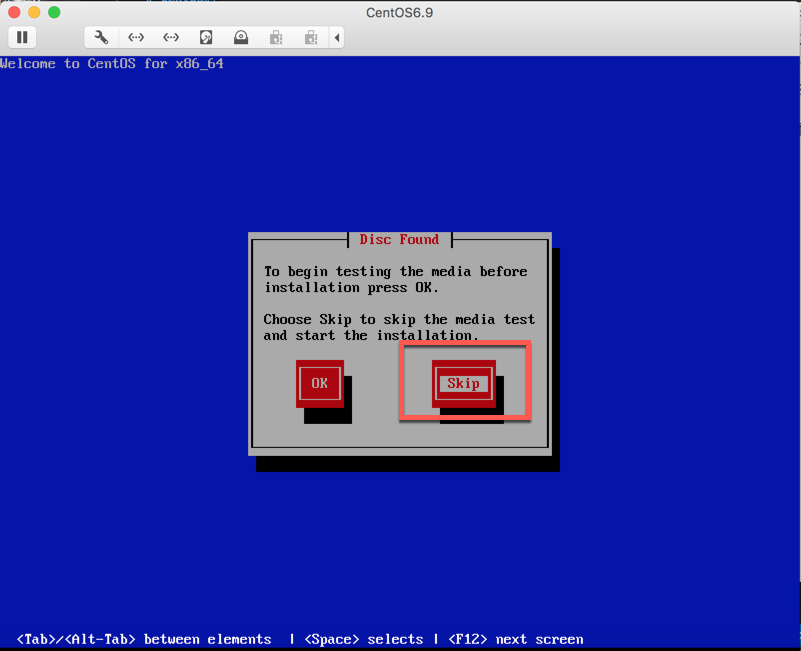 CentOS6.9
Welcome to CentOS for x86_64
Disc Found
To begin testing the media before
installation press OK.
Choose Skip to skip the media test
and start the installation.
OK
Skip
<Tab>/<Alt-Tab> between elements | <Space> selects | <F12> next screen